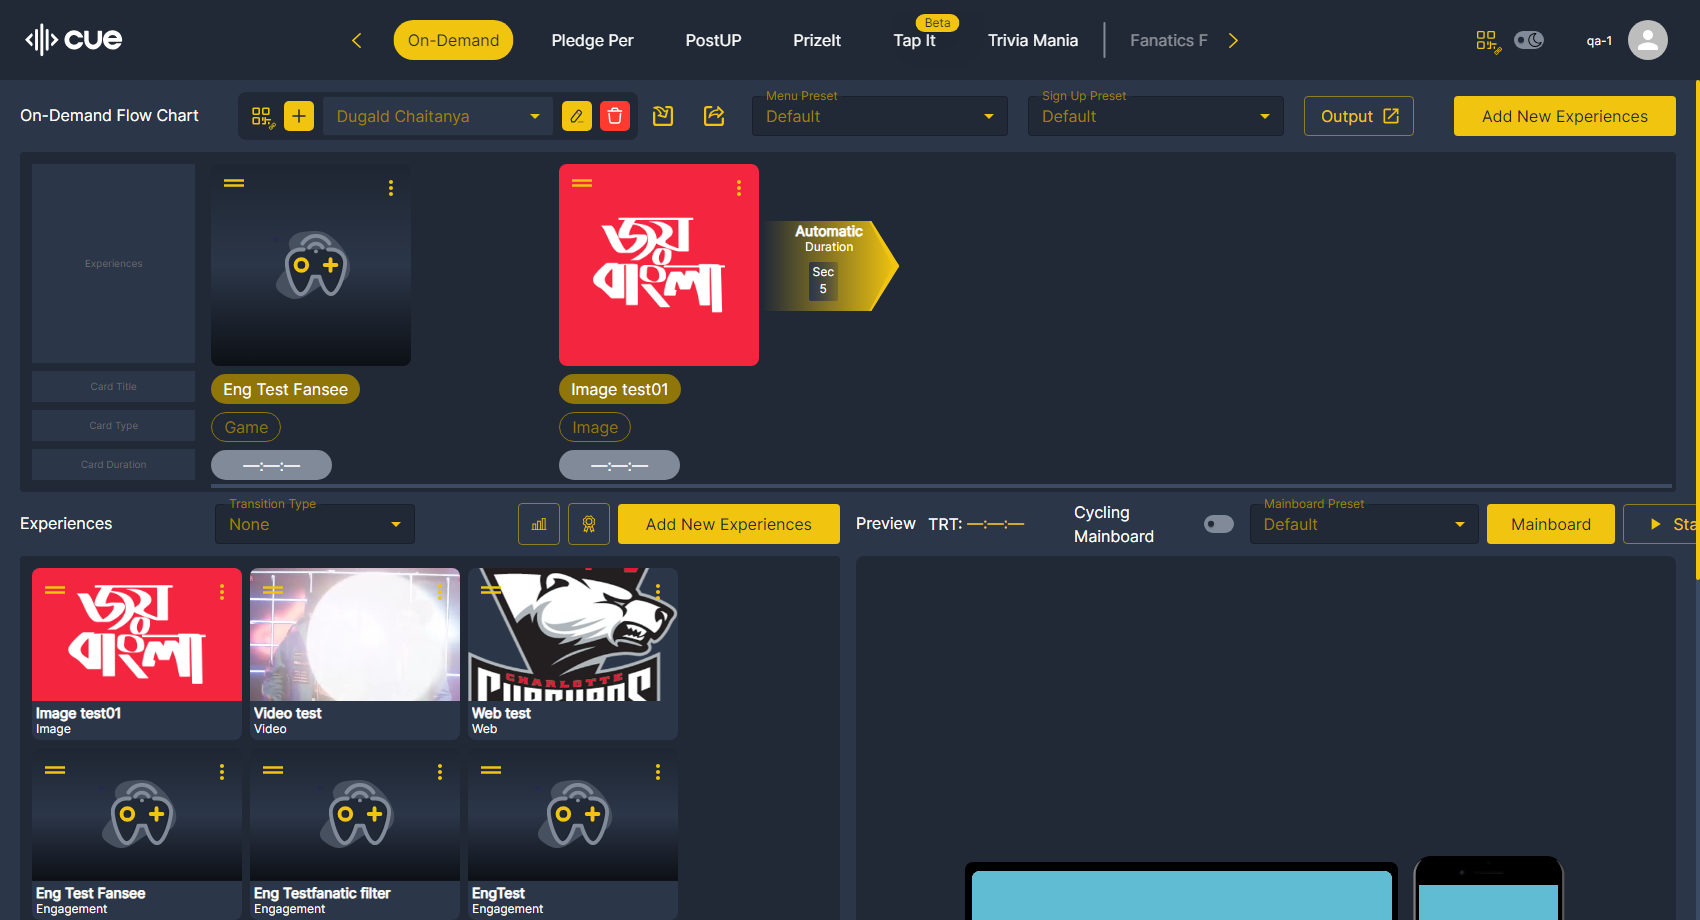 cue
On-Demand
Pledge Per
PostUP
PrizeIt
Beta
Tap It
Trivia Mania
Fanatics F
qa-1
On-Demand Flow Chart
Dugald Chaitanya
Menu Preset
Default
Sign Up Preset
Default
Output
Add New Experiences
Experiences
জয়
বাংলা
Automatic
Duration
Sec
5
Card Title
Eng Test Fansee
Image test01
Card Type
Game
Image
Card Duration
—:—:—
—:—:—
Experiences
Transition Type
None
Add New Experiences
Preview
TRT: —:—:—
Cycling
Mainboard
Mainboard Preset
Default
Mainboard
Sta
জয়
বাংলা
Image test01
Image
Video test
Video
CHARLOTTE
Web test
Web
Eng Test Fansee
Engagement
Eng Testfanatic filter
Engagement
EngTest
Engagement